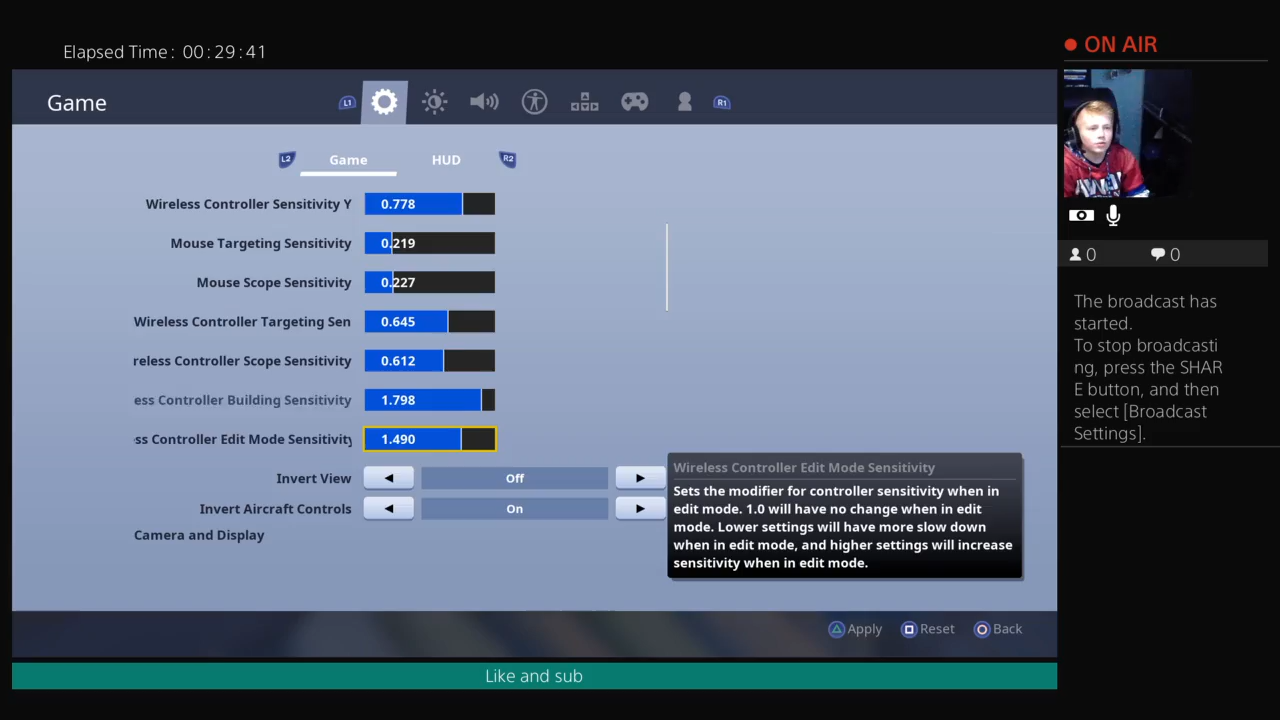 Elapsed Time: 00:29:41
ON AIR
Game
L1
R1
L2
Game
HUD
R2
Wireless Controller Sensitivity Y
0.778
Mouse Targeting Sensitivity
0.219
Mouse Scope Sensitivity
0.227
Wireless Controller Targeting Sen
0.645
reless Controller Scope Sensitivity
0.612
ess Controller Building Sensitivity
1.798
ss Controller Edit Mode Sensitivity
1.490
Invert View
Off
Invert Aircraft Controls
On
Camera and Display
Wireless Controller Edit Mode Sensitivity
Sets the modifier for controller sensitivity when in
edit mode. 1.0 will have no change when in edit
mode. Lower settings will have more slow down
when in edit mode, and higher settings will increase
sensitivity when in edit mode.
Apply
Reset
Back
Like and sub
0
0
The broadcast has
started.
To stop broadcasti
ng, press the SHAR
E button, and then
select [Broadcast
Settings].